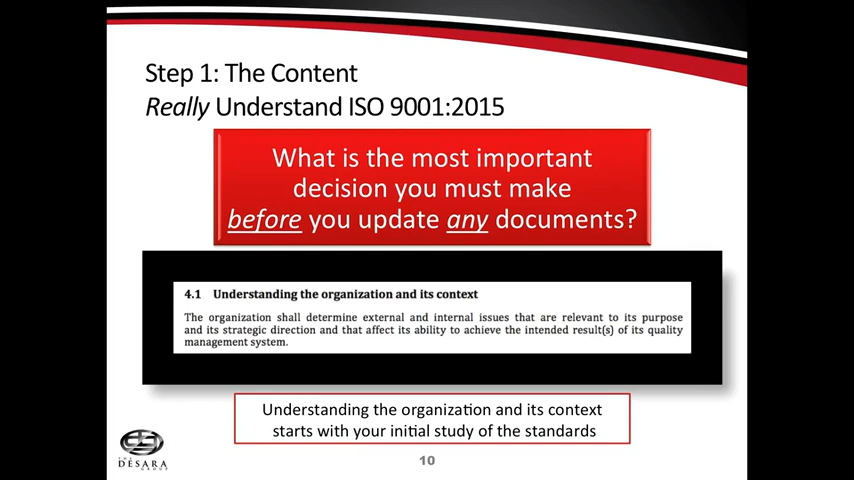 Step 1: The Content
Really Understand ISO 9001:2015
What is the most important
decision you must make
before you update any documents?
4.1 Understanding the organization and its context
The organization shall determine external and internal issues that are relevant to its purpose
and its strategic direction and that affect its ability to achieve the intended result(s) of its quality
management system.
Understanding the organization and its context
starts with your initial study of the standards
THE
DESARA
GROUP
10